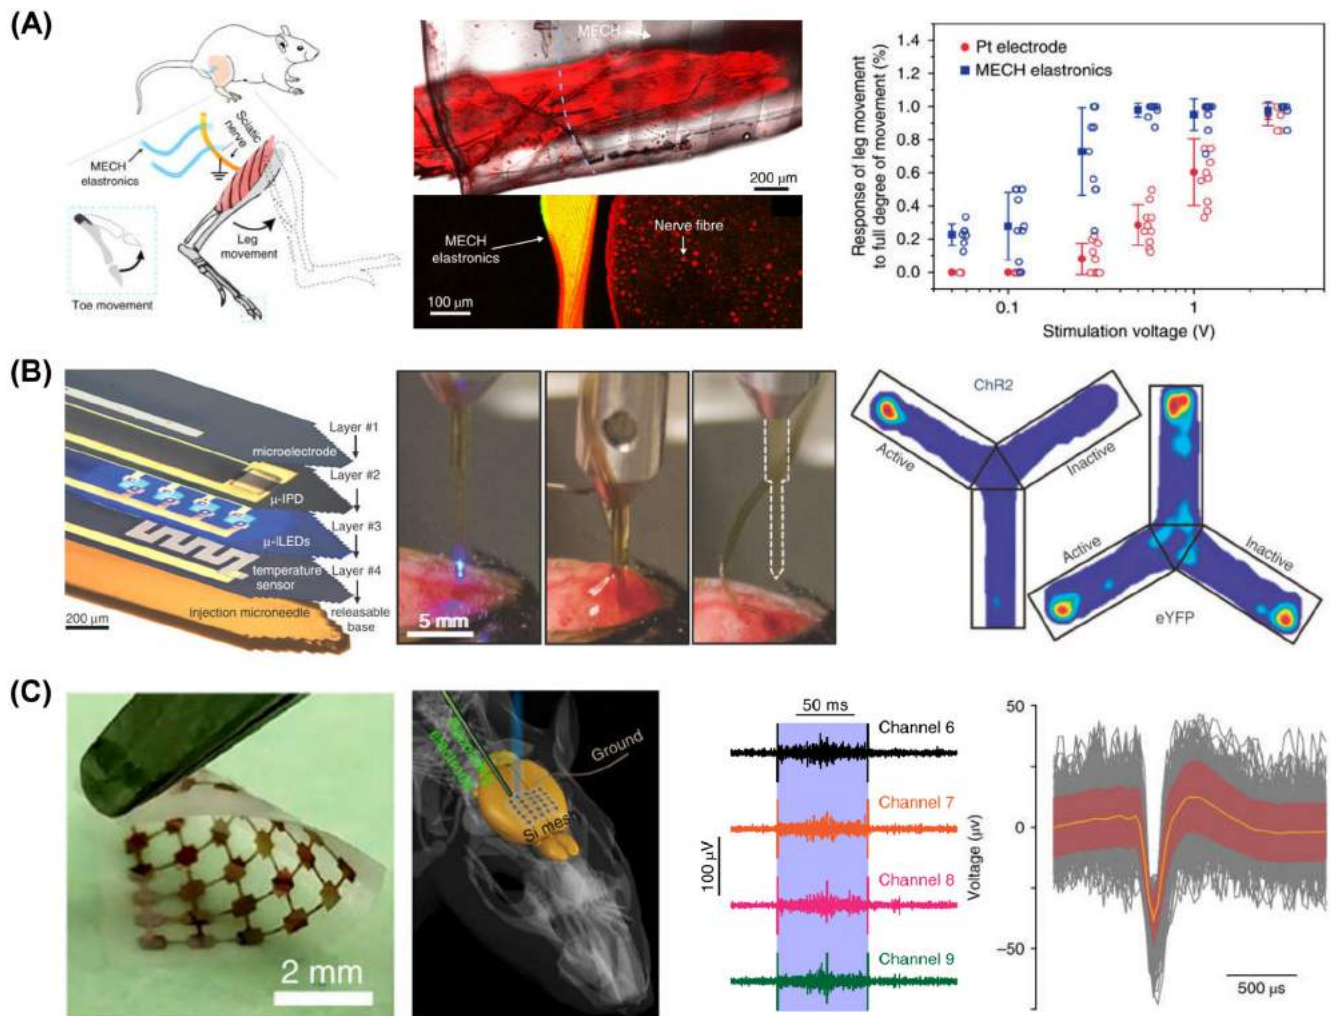 (A)
MECH
elastronics
Sciatic
nerve
Leg
movement
Toe movement
MECH
200 μm
MECH
elastronics
Nerve fibre
100 μm
Response of leg movement
to full degree of movement (%)
1.4
1.2
1.0
0.8
0.6
0.4
0.2
0.0
Pt electrode
MECH elastronics
0.1
1
Stimulation voltage (V)
(B)
Layer #1
microelectrode
Layer #2
μ-IPD
Layer #3
μ-ILEDs
temperature
sensor
Layer #4
injection microneedle
releasable
base
200 μm
5 mm
ChR2
Active
Inactive
Active
Inactive
eYFP
(C)
2 mm
Ground
Si mesh
50 ms
Channel 6
Channel 7
Channel 8
Channel 9
100 μV
Voltage (μv)
50
0
−50
500 μs